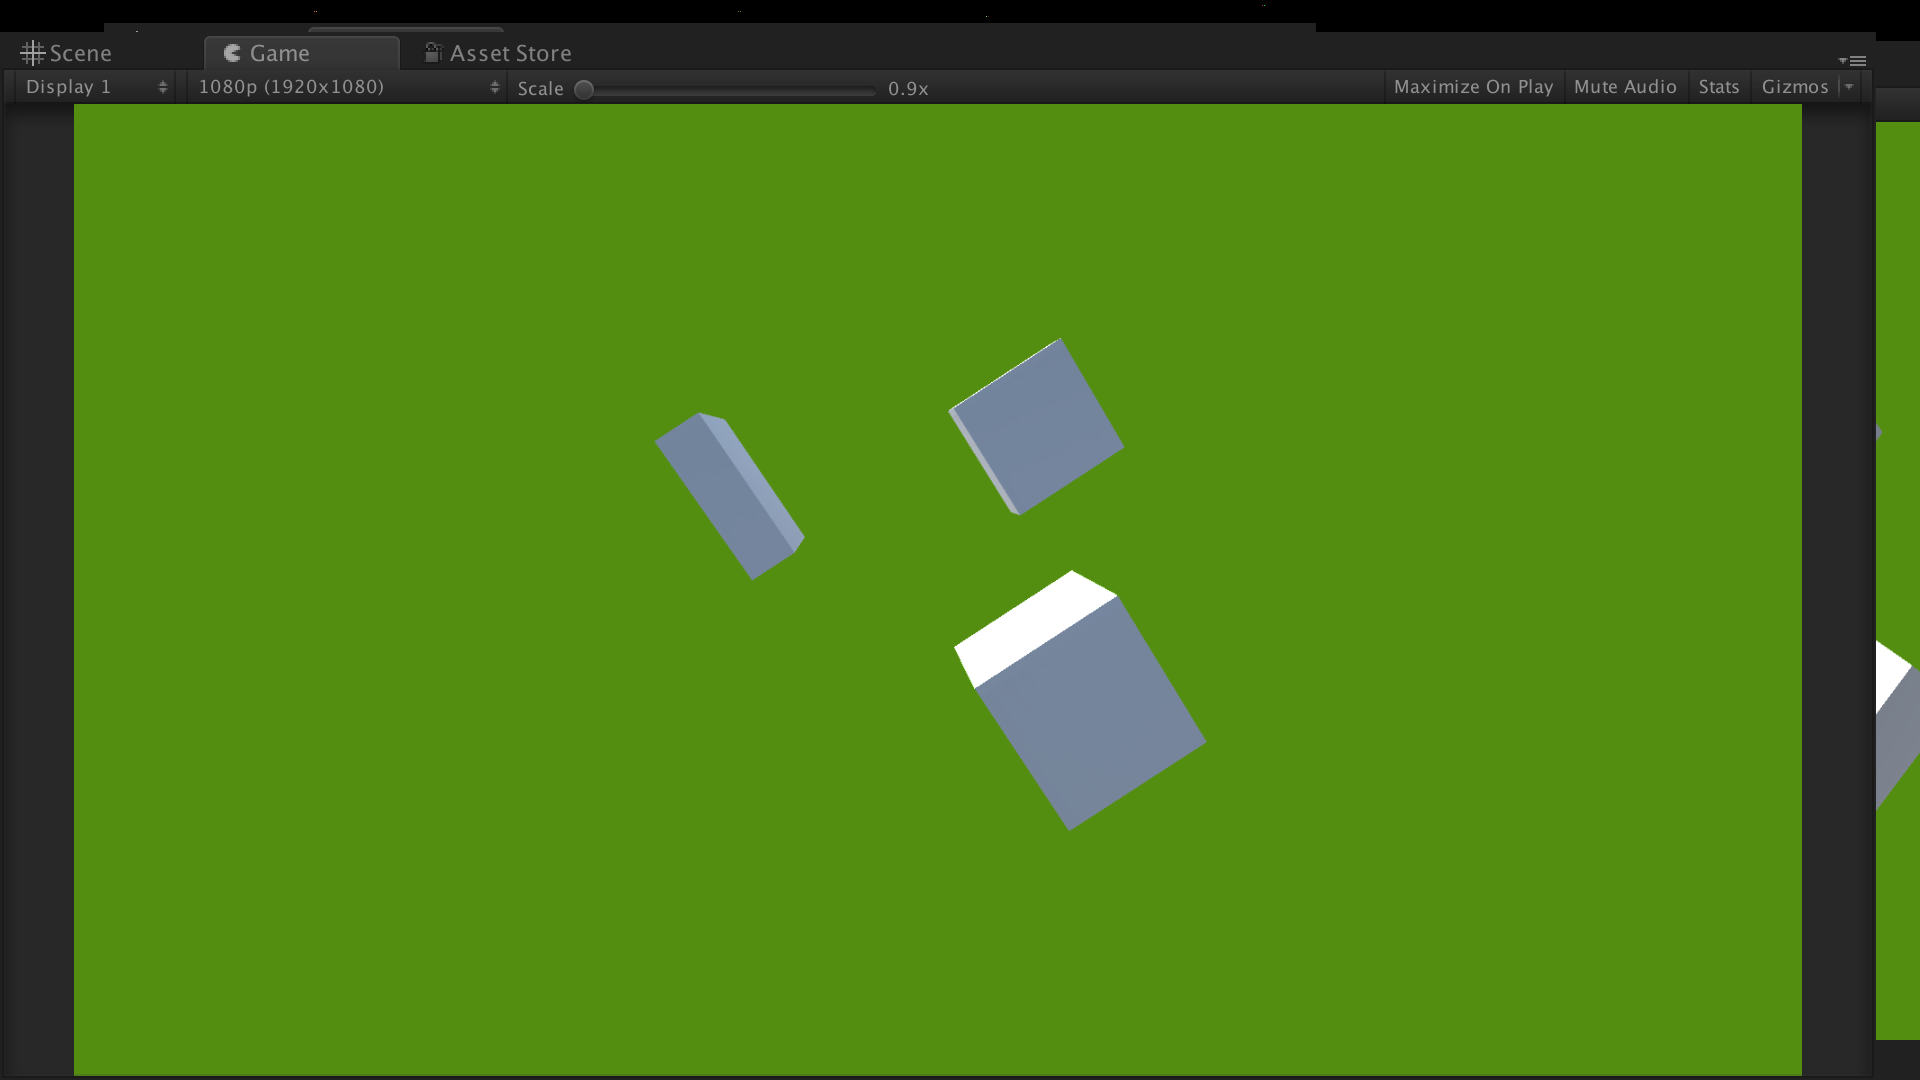 Scene Game Asset Store
Display 1 1080p (1920x1080) Scale 0.9x Maximize On Play Mute Audio Stats Gizmos